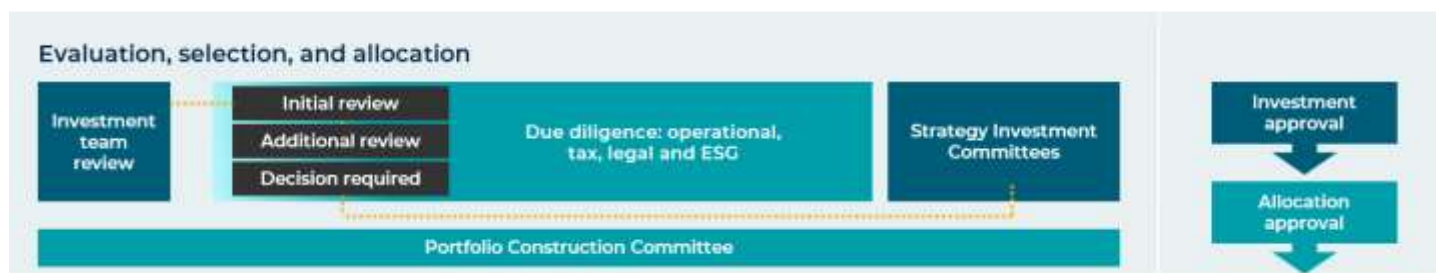 Evaluation, selection, and allocation
Investment
team
review
Initial review
Additional review
Decision required
Due diligence: operational,
tax, legal and ESG
Strategy Investment
Committees
Portfolio Construction Committee
Investment
approval
Allocation
approval